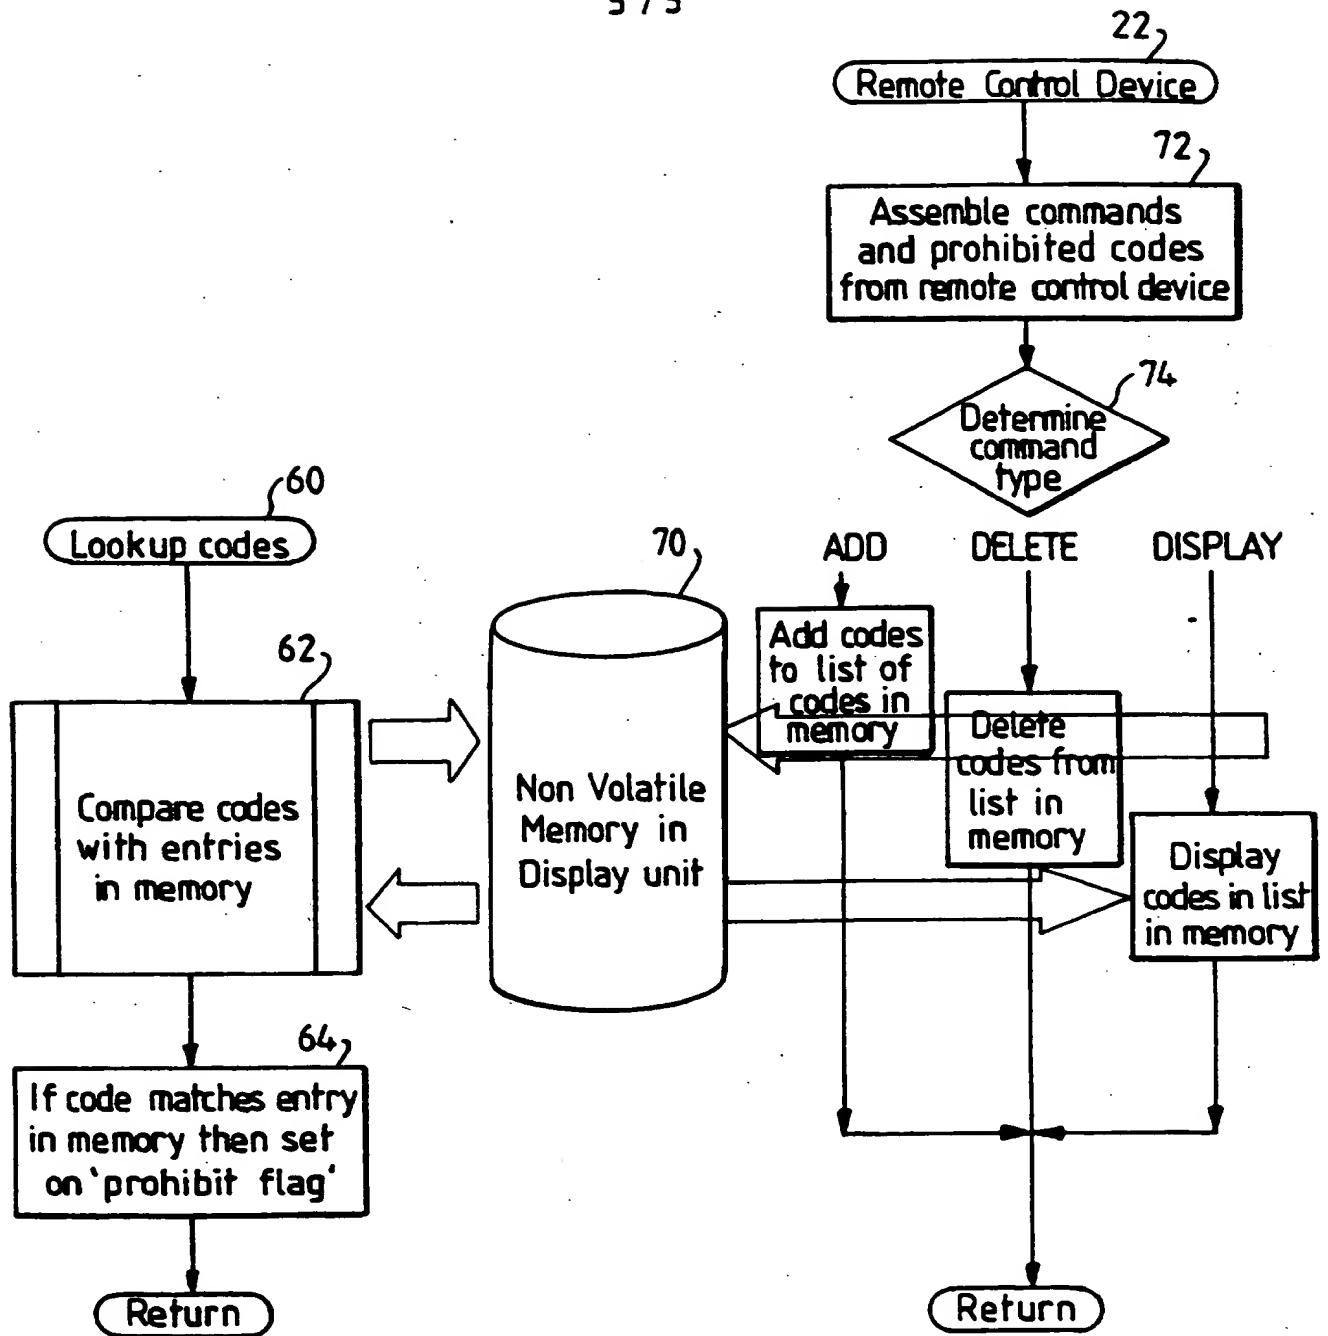 22
Remote Control Device
72
Assemble commands
and prohibited codes
from remote control device
74
Determine
command
type
60
Lookup codes
70
ADD
DELETE
DISPLAY
62
Compare codes
with entries
in memory
Non Volatile
Memory in
Display unit
Add codes
to list of
codes in
memory
Delete
codes from
list in
memory
Display
codes in list
in memory
64
If code matches entry
in memory then set
on 'prohibit flag'
Return
Return